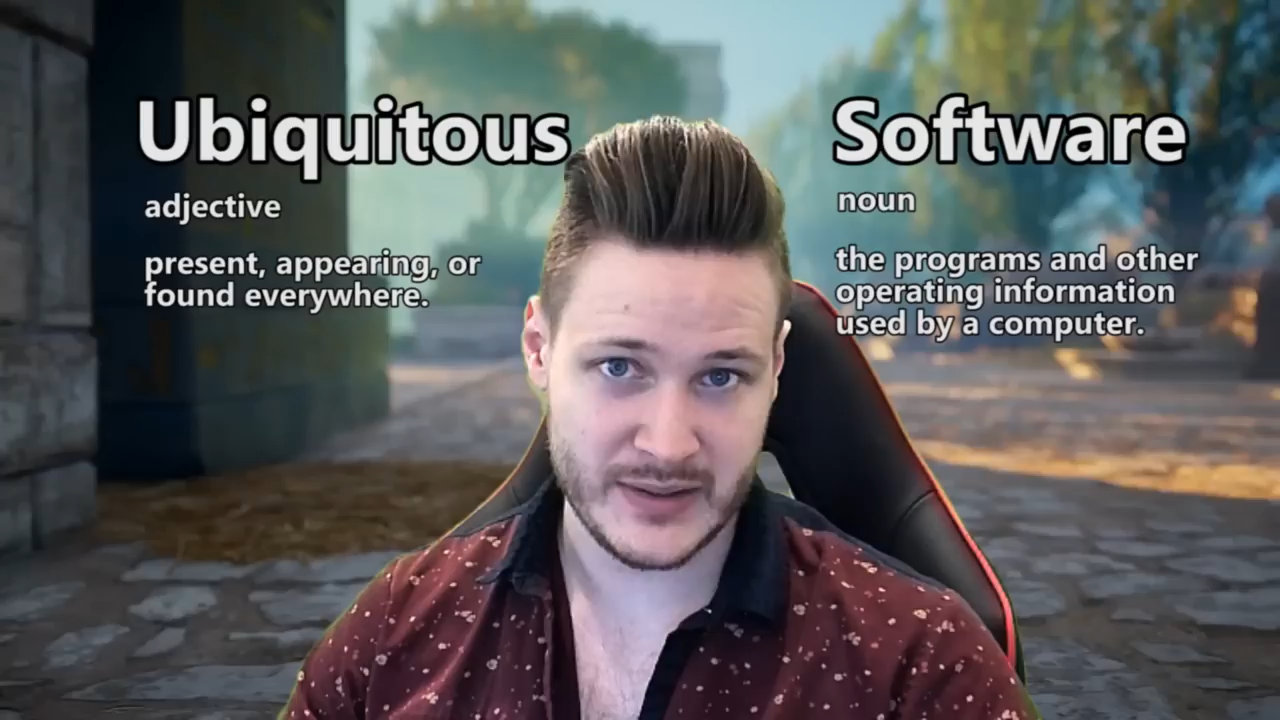 Ubiquitous
adjective
present, appearing, or
found everywhere.
Software
noun
the programs and other
operating information
used by a computer.